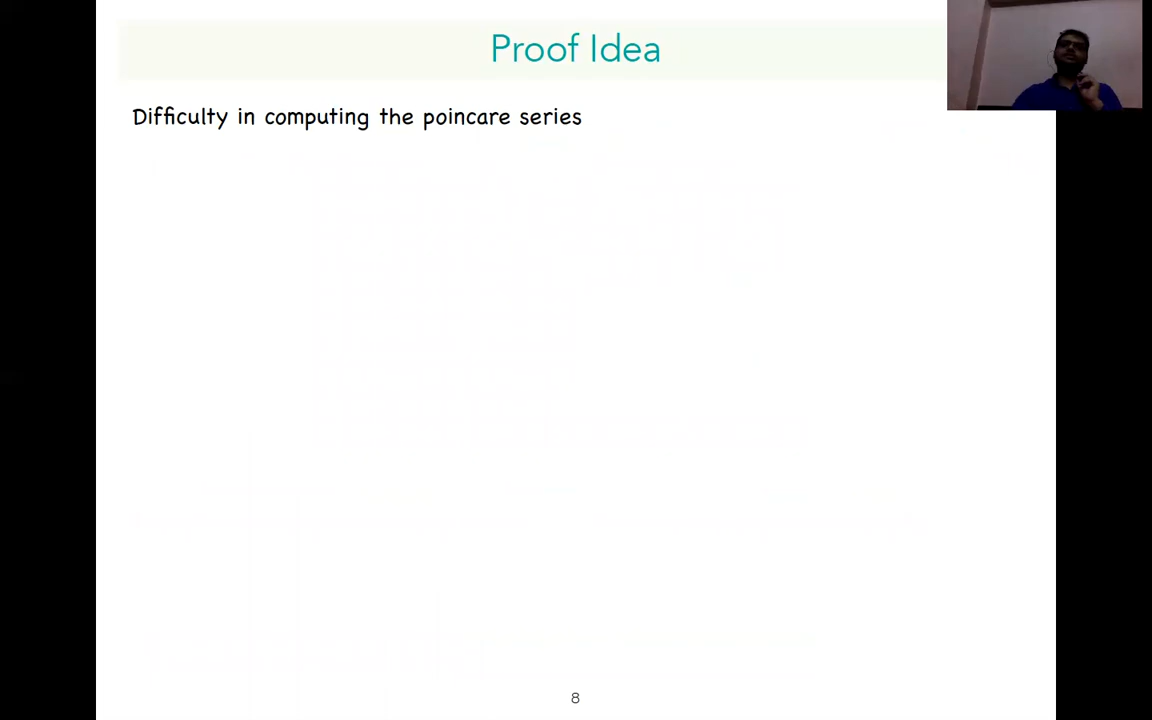 Proof Idea
Difficulty in computing the poincare series
8